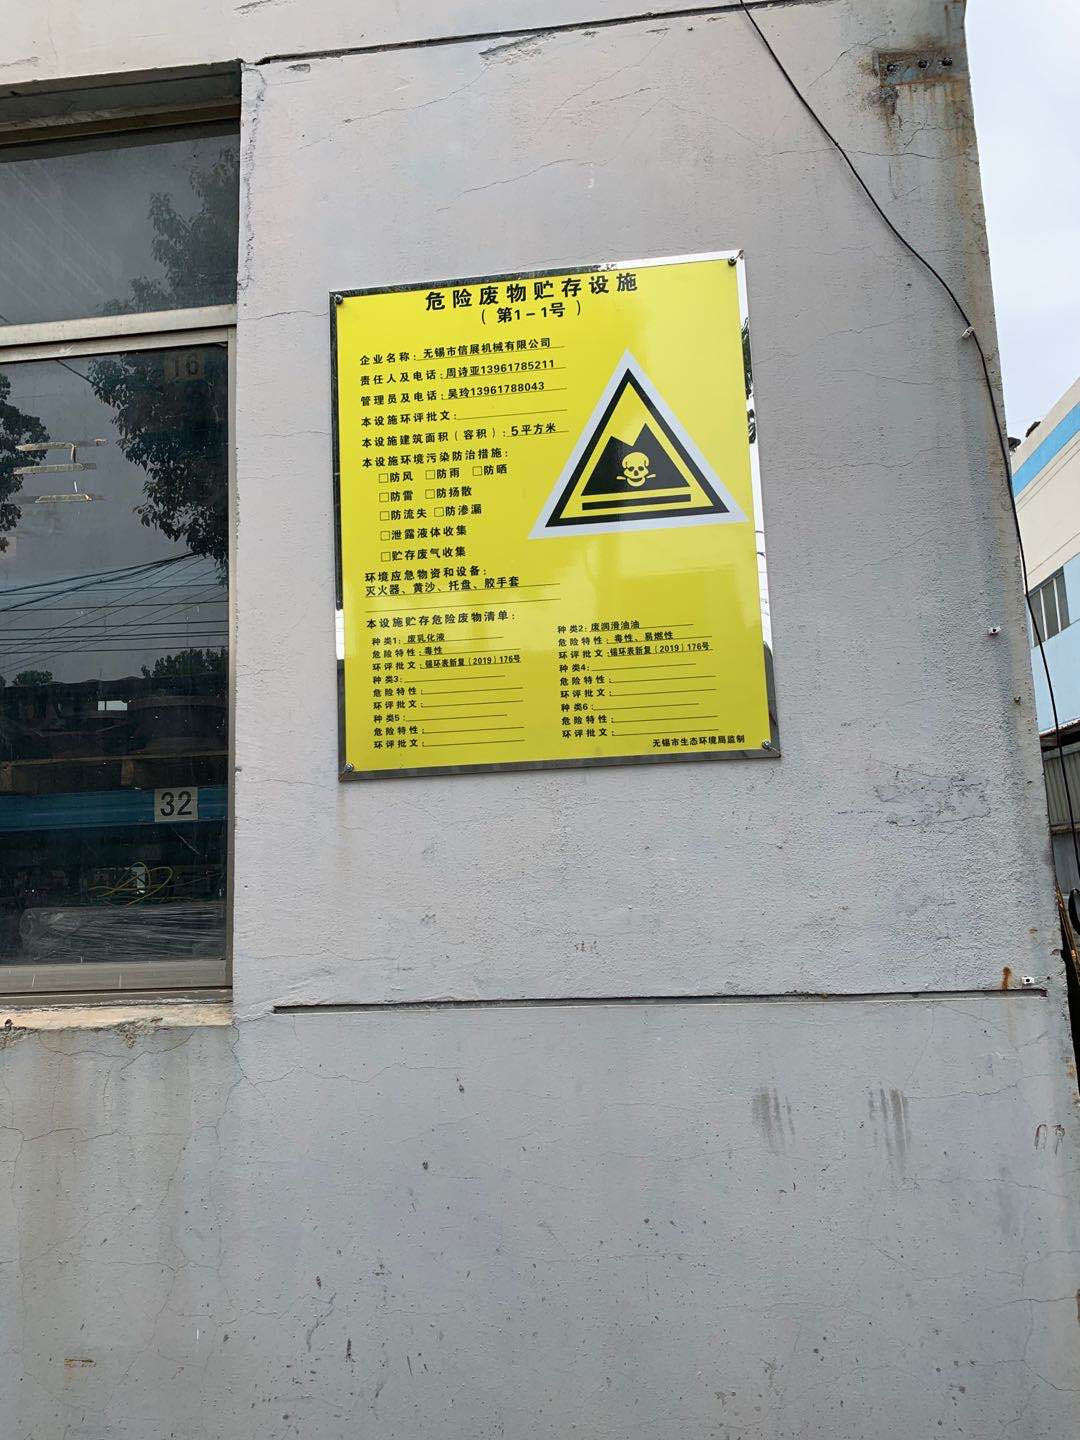 危险废物贮存设施
（第1－1号）
企业名称：无锡市信展机械有限公司
责任人及电话：周诗亚13961785211
管理员及电话：吴玲13961788043
本设施环评批文：
本设施建筑面积（容积）：5平方米
本设施环境污染防治措施：
□防风 □防雨 □防晒
□防雷 □防扬散
□防流失 □防渗漏
□泄露液体收集
□贮存废气收集
环境应急物资和设备：
灭火器、黄沙、托盘、胶手套
本设施贮存危险废物清单：
种类1：废乳化液
危险特性：毒性
环评批文：锡环表新复（2019）176号
种类2：废润滑油油
危险特性：毒性、易燃性
环评批文：锡环表新复（2019）176号
种类3：
危险特性：
环评批文：
种类4：
危险特性：
环评批文：
种类5：
危险特性：
环评批文：
种类6：
危险特性：
环评批文：
无锡市生态环境局监制
16
32